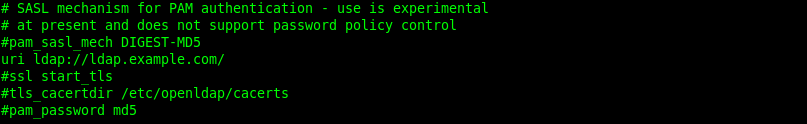 # SASL mechanism for PAM authentication - use is experimental
# at present and does not support password policy control
#pam_sasl_mech DIGEST-MD5
uri ldap://ldap.example.com/
#ssl start_tls
#tls_cacertdir /etc/openldap/cacerts
#pam_password md5